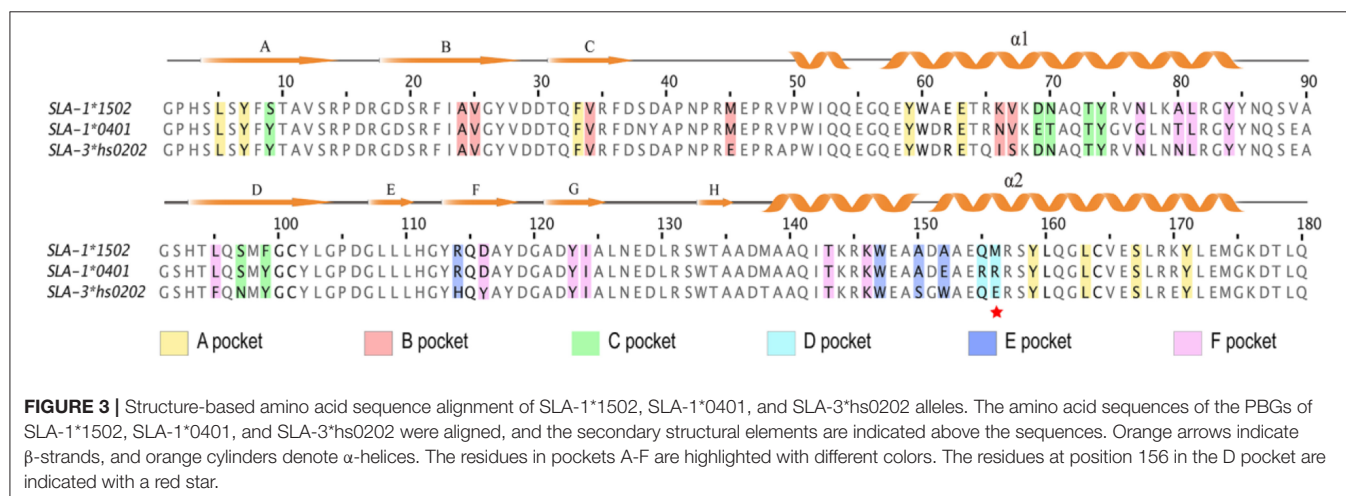 A B C α1
10 20 30 40 50 60 70 80 90
SLA-1*1502 GPHSLSYFSTAVSRPDRGDSRFIAVGYVDDTQFVRFDSDAPNPRMEPRVPWIQQEGQEYWAEETRKVKDNAQTYRVNLKALRGYYNQSVA
SLA-1*0401 GPHSLSYFYTAVSRPDRGDSRFIAVGYVDDTQFVRFDNYAPNPRMEPRVPWIQQEGQEYWDRETRNVKETAQTYGVGLNTLRGYYNQSEA
SLA-3*hs0202 GPHSLSYFYTAVSRPDRGDSRFIAVGYVDDTQFVRFDSDAPNPRMEPRAPWIQQEGQEYWDRETQISKDNAQTYRVNLNNLRGYYNQSEA
D E F G H α2
100 110 120 130 140 150 160 170 180
SLA-1*1502 GSHTLQSMFGCYLGPDGLLLHGYRQDAYDGADYIALNEDLRSWTAADMAAQITKRKWEAADAAEQMRSYLQGLCVESLRKYLEMGKDTLQ
SLA-1*0401 GSHTLQSMYGCYLGPDGLLLHGYRQDAYDGADYIALNEDLRSWTAADMAAQITKRKWEAADEAERRRSYLQGLCVESLRRYLEMGKDTLQ
SLA-3*hs0202 GSHTFQNMYGCYLGPDGLLLHGYHQYAYDGADYIALNEDLRSWTAADTAAQITKRKWEASGWAEQERSYLQGLCVESLREYLEMGKDTLQ
A pocket B pocket C pocket D pocket E pocket F pocket
FIGURE 3 | Structure-based amino acid sequence alignment of SLA-1*1502, SLA-1*0401, and SLA-3*hs0202 alleles. The amino acid sequences of the PBGs of
SLA-1*1502, SLA-1*0401, and SLA-3*hs0202 were aligned, and the secondary structural elements are indicated above the sequences. Orange arrows indicate
β-strands, and orange cylinders denote α-helices. The residues in pockets A-F are highlighted with different colors. The residues at position 156 in the D pocket are
indicated with a red star.